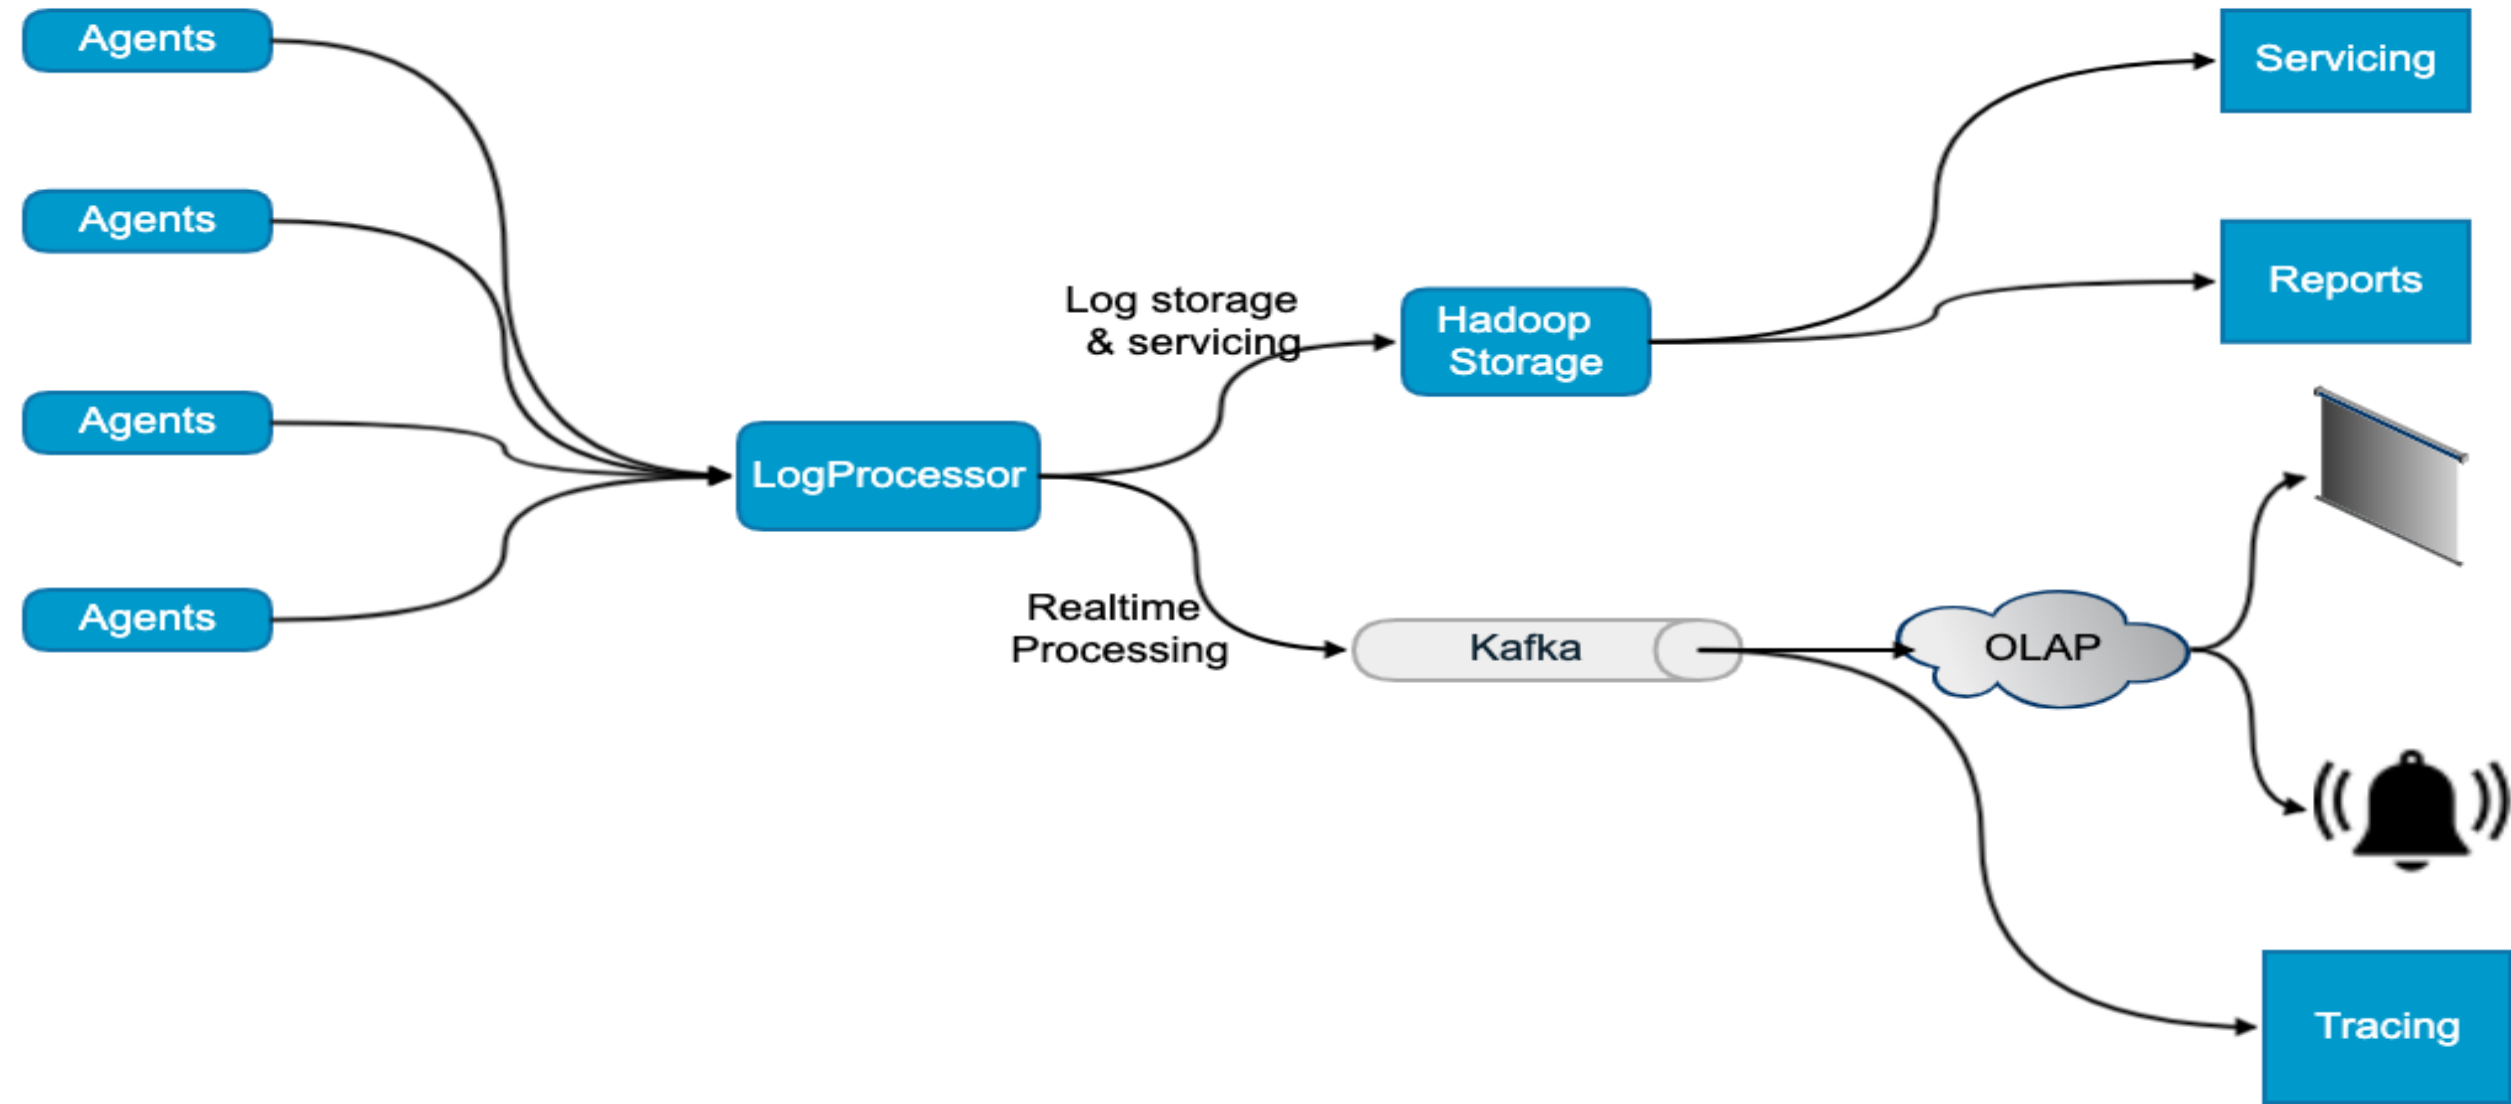 Agents
Agents
Agents
Agents
LogProcessor
Log storage
& servicing
Realtime
Processing
Hadoop
Storage
Kafka
OLAP
Servicing
Reports
Tracing